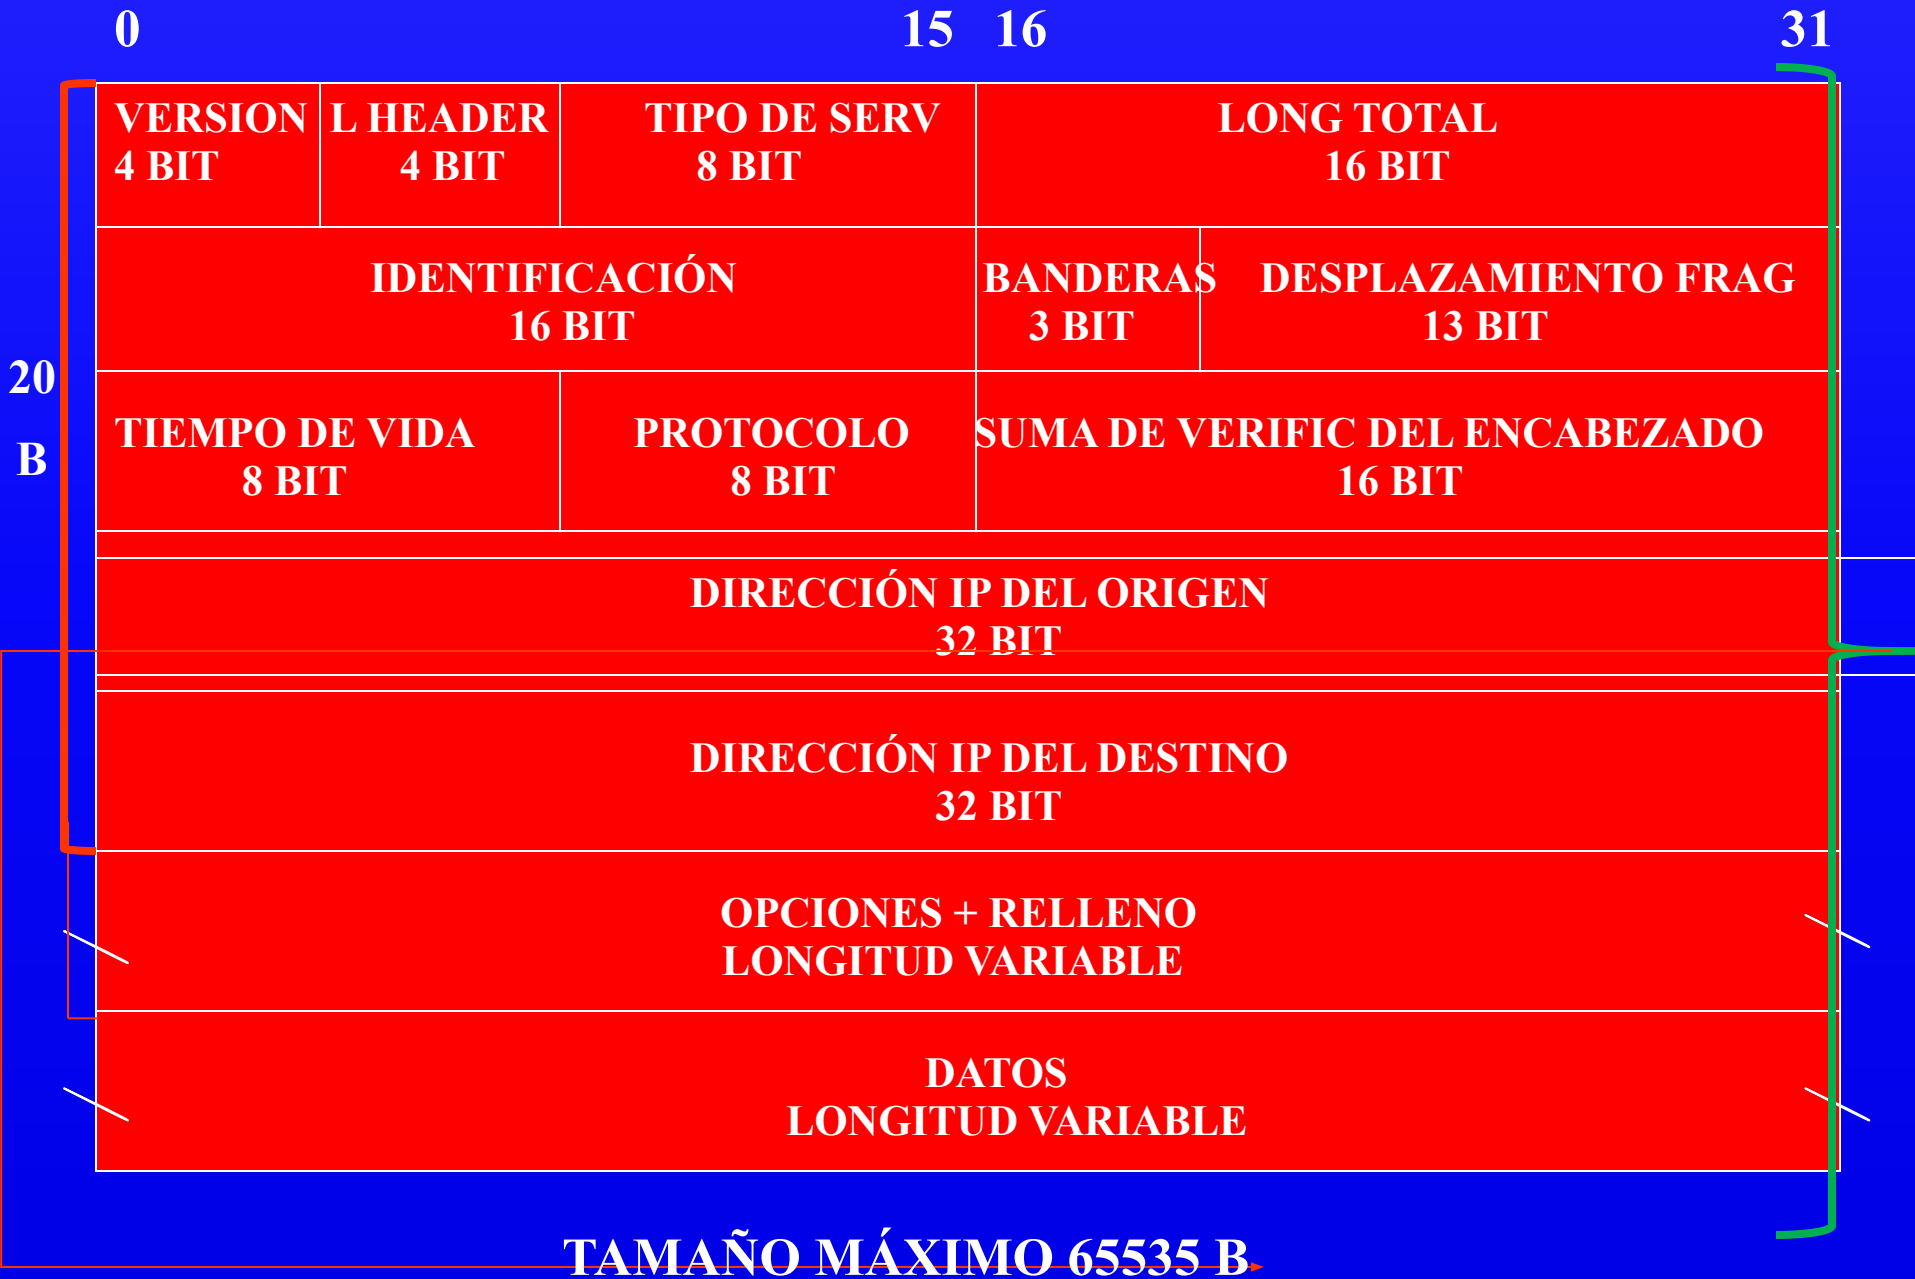 0 15 16 31
VERSION L HEADER TIPO DE SERV LONG TOTAL
4 BIT 4 BIT 8 BIT 16 BIT
IDENTIFICACIÓN BANDERAS DESPLAZAMIENTO FRAG
16 BIT 3 BIT 13 BIT
20
B
TIEMPO DE VIDA PROTOCOLO SUMA DE VERIFIC DEL ENCABEZADO
8 BIT 8 BIT 16 BIT
DIRECCIÓN IP DEL ORIGEN
32 BIT
DIRECCIÓN IP DEL DESTINO
32 BIT
OPCIONES + RELLENO
LONGITUD VARIABLE
DATOS
LONGITUD VARIABLE
TAMAÑO MÁXIMO 65535 B